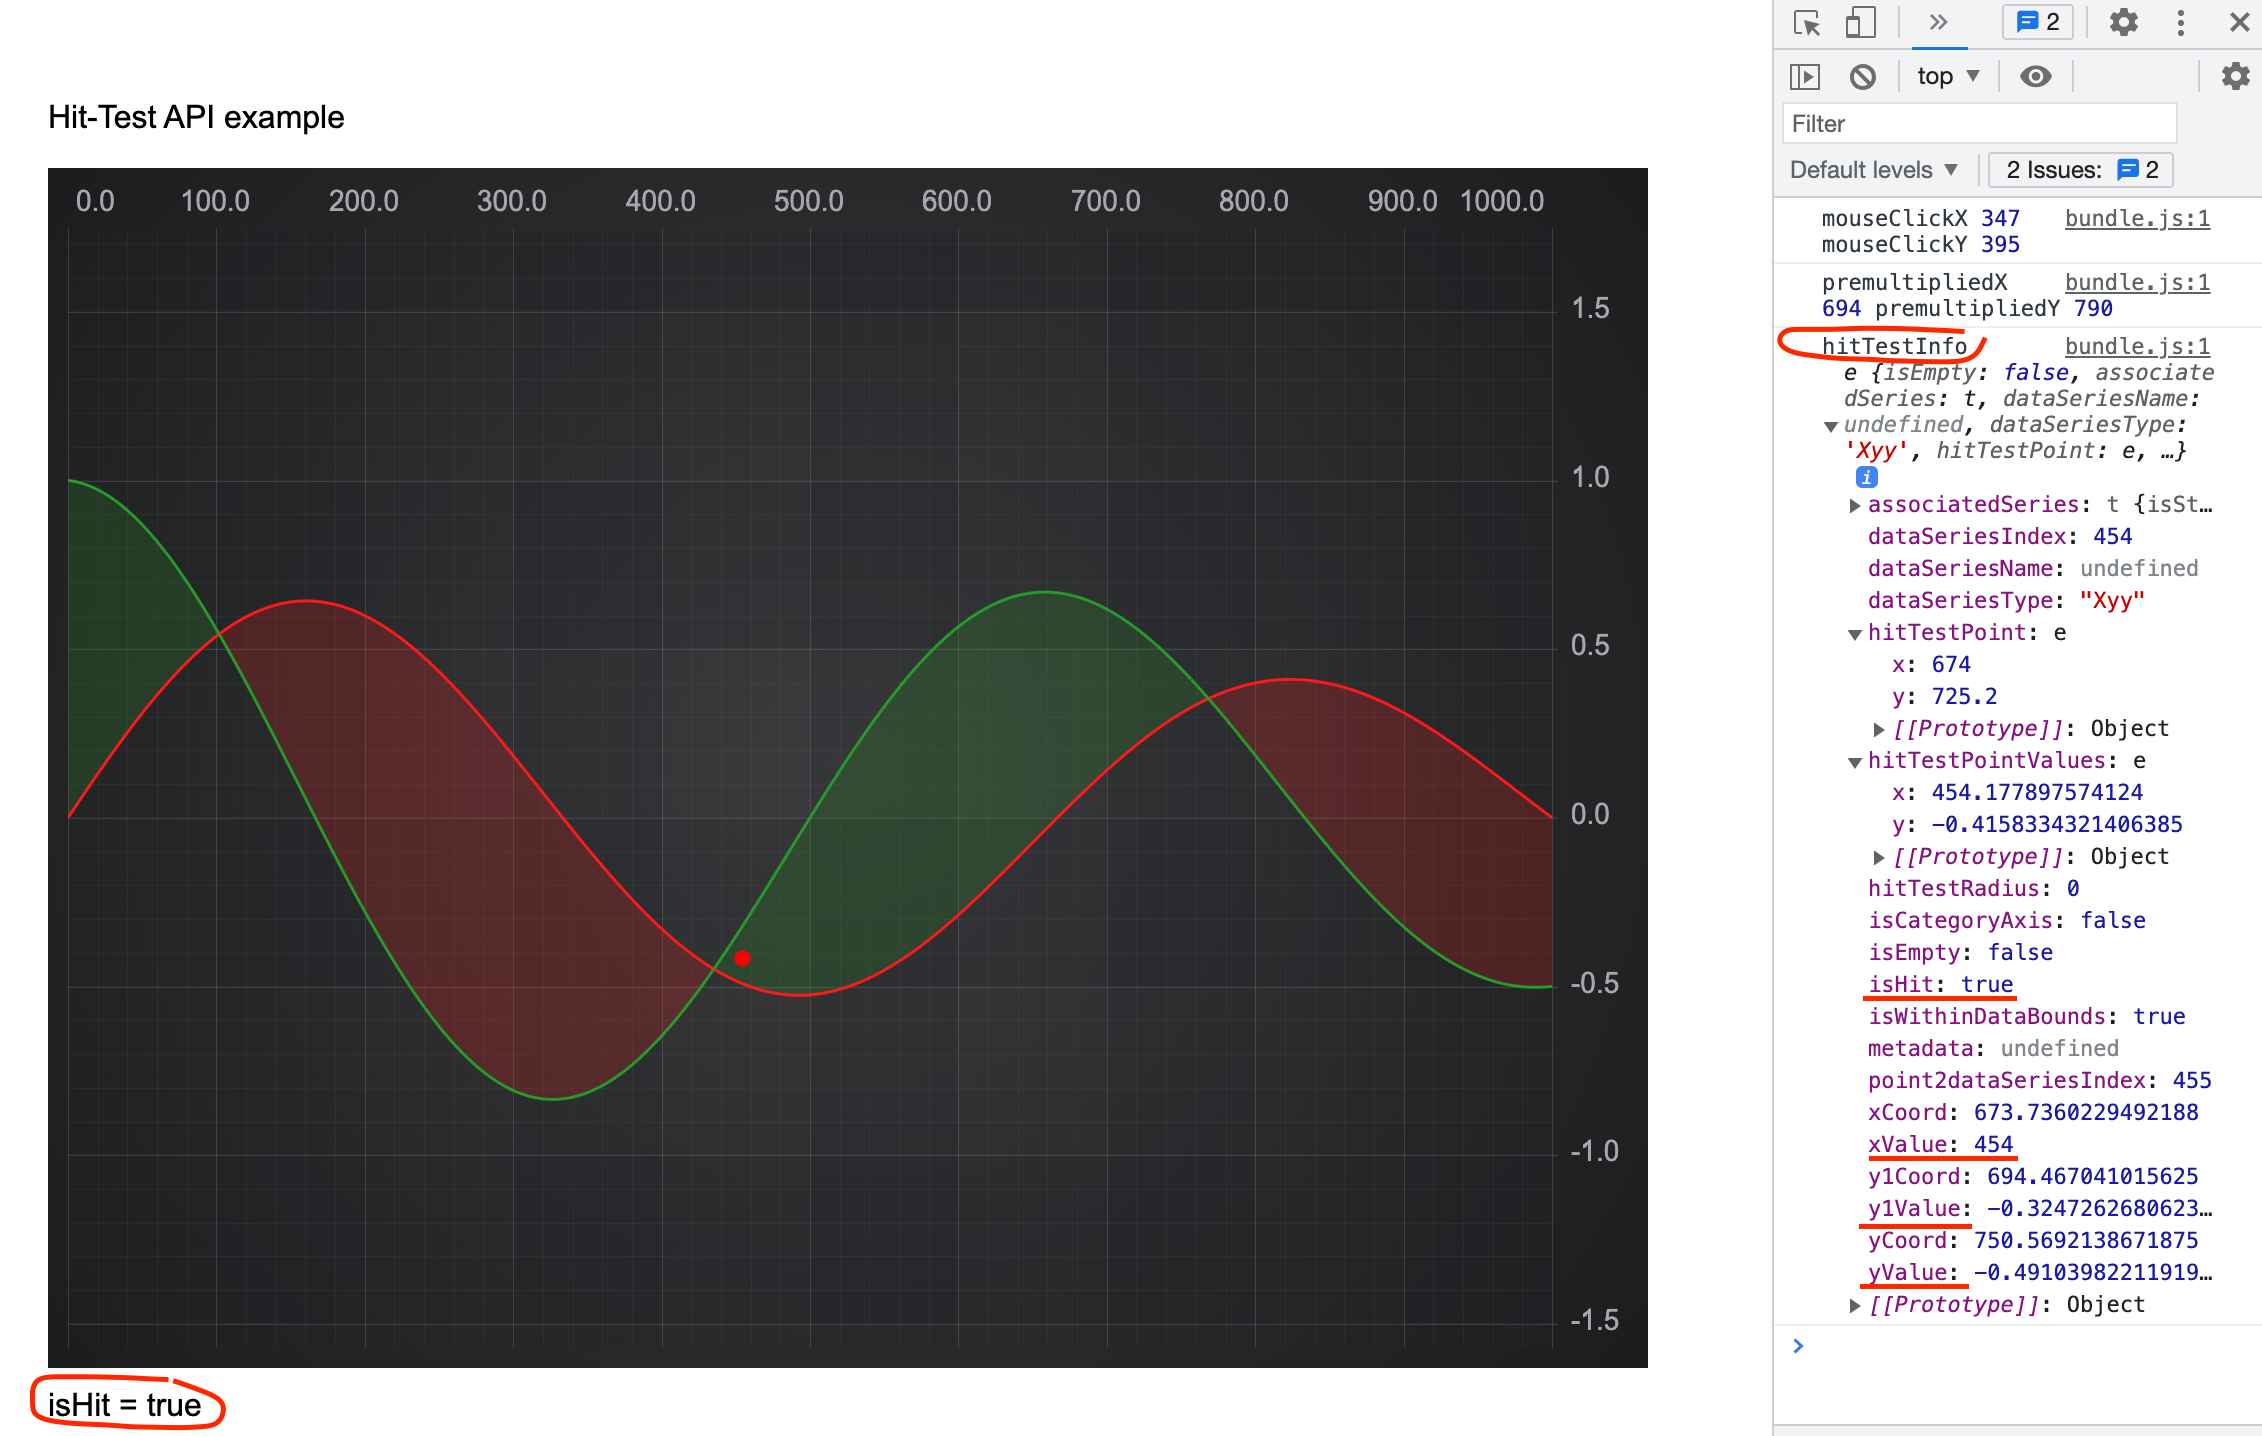 Hit-Test API example
0.0 100.0 200.0 300.0 400.0 500.0 600.0 700.0 800.0 900.0 1000.0
1.5
1.0
0.5
0.0
-0.5
-1.0
-1.5
isHit = true
2
top
Filter
Default levels 2 Issues: 2
mouseClickX 347 bundle.js:1
mouseClickY 395
premultipliedX bundle.js:1
694 premultipliedY 790
hitTestInfo bundle.js:1
e {isEmpty: false, associate
dSeries: t, dataSeriesName:
undefined, dataSeriesType:
'Xyy', hitTestPoint: e, …}
i
associatedSeries: t {isSt…
dataSeriesIndex: 454
dataSeriesName: undefined
dataSeriesType: "Xyy"
hitTestPoint: e
x: 674
y: 725.2
[[Prototype]]: Object
hitTestPointValues: e
x: 454.177897574124
y: -0.4158334321406385
[[Prototype]]: Object
hitTestRadius: 0
isCategoryAxis: false
isEmpty: false
isHit: true
isWithinDataBounds: true
metadata: undefined
point2dataSeriesIndex: 455
xCoord: 673.7360229492188
xValue: 454
y1Coord: 694.467041015625
y1Value: -0.3247262680623…
yCoord: 750.5692138671875
yValue: -0.49103982211919…
[[Prototype]]: Object